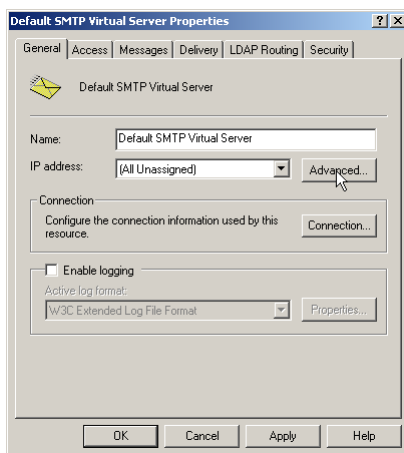 Default SMTP Virtual Server Properties
General Access Messages Delivery LDAP Routing Security
Default SMTP Virtual Server
Name: Default SMTP Virtual Server
IP address: (All Unassigned) Advanced...
Connection
Configure the connection information used by this
resource. Connection...
Enable logging
Active log format:
W3C Extended Log File Format Properties...
OK Cancel Apply Help